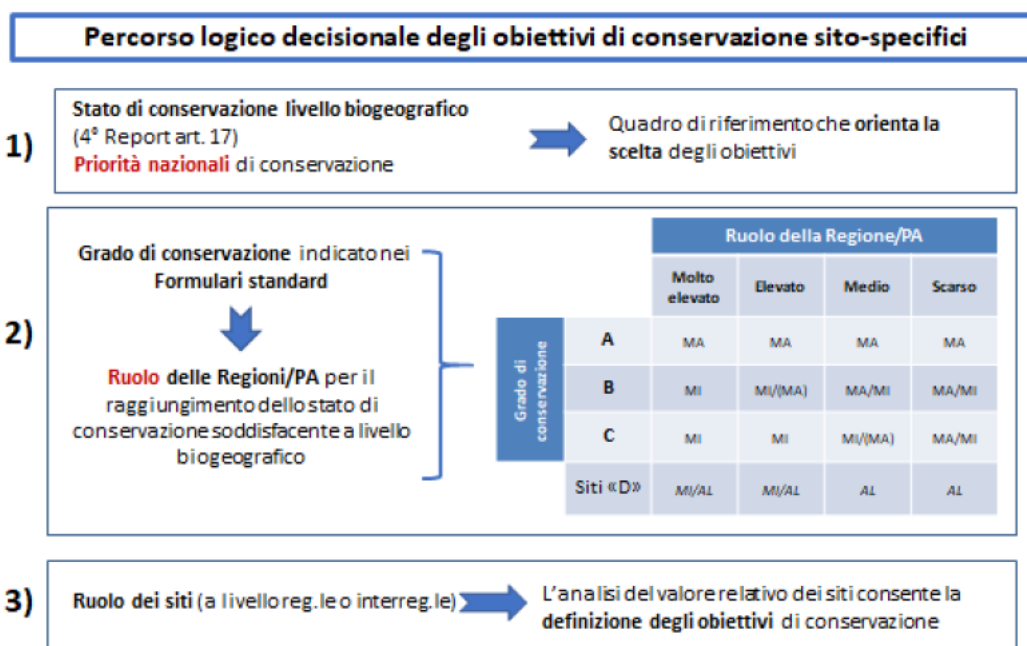 Percorso logico decisionale degli obiettivi di conservazione sito-specifici
1)
Stato di conservazione livello biogeografico
(4° Report art. 17)
Priorità nazionali di conservazione
Quadro di riferimento che orienta la
scelta degli obiettivi
2)
Grado di conservazione indicato nei
Formulari standard
Ruolo delle Regioni/PA per il
raggiungimento dello stato di
conservazione soddisfacente a livello
biogeografico
Ruolo della Regione/PA
Molto
elevato
Elevato
Medio
Scarso
Grado di
conservazione
A
MA
MA
MA
MA
B
MI
MI/(MA)
MA/MI
MA/MI
C
MI
MI
MI/(MA)
MA/MI
Siti «D»
MI/AL
MI/AL
AL
AL
3)
Ruolo dei siti (a livello reg.le o interreg.le)
L'analisi del valore relativo dei siti consente la
definizione degli obiettivi di conservazione